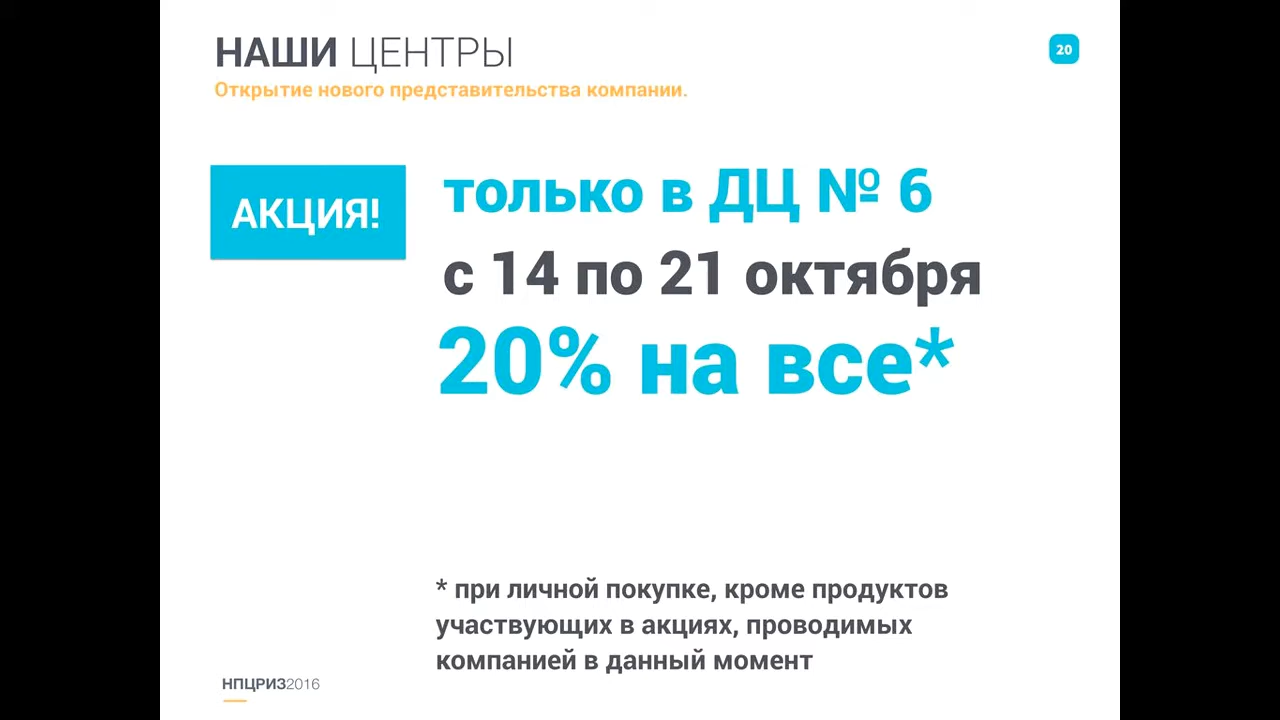 НАШИ ЦЕНТРЫ
20
Открытие нового представительства компании.
АКЦИЯ!
только в ДЦ № 6
с 14 по 21 октября
20% на все*
* при личной покупке, кроме продуктов
участвующих в акциях, проводимых
компанией в данный момент
НПЦРИЗ2016